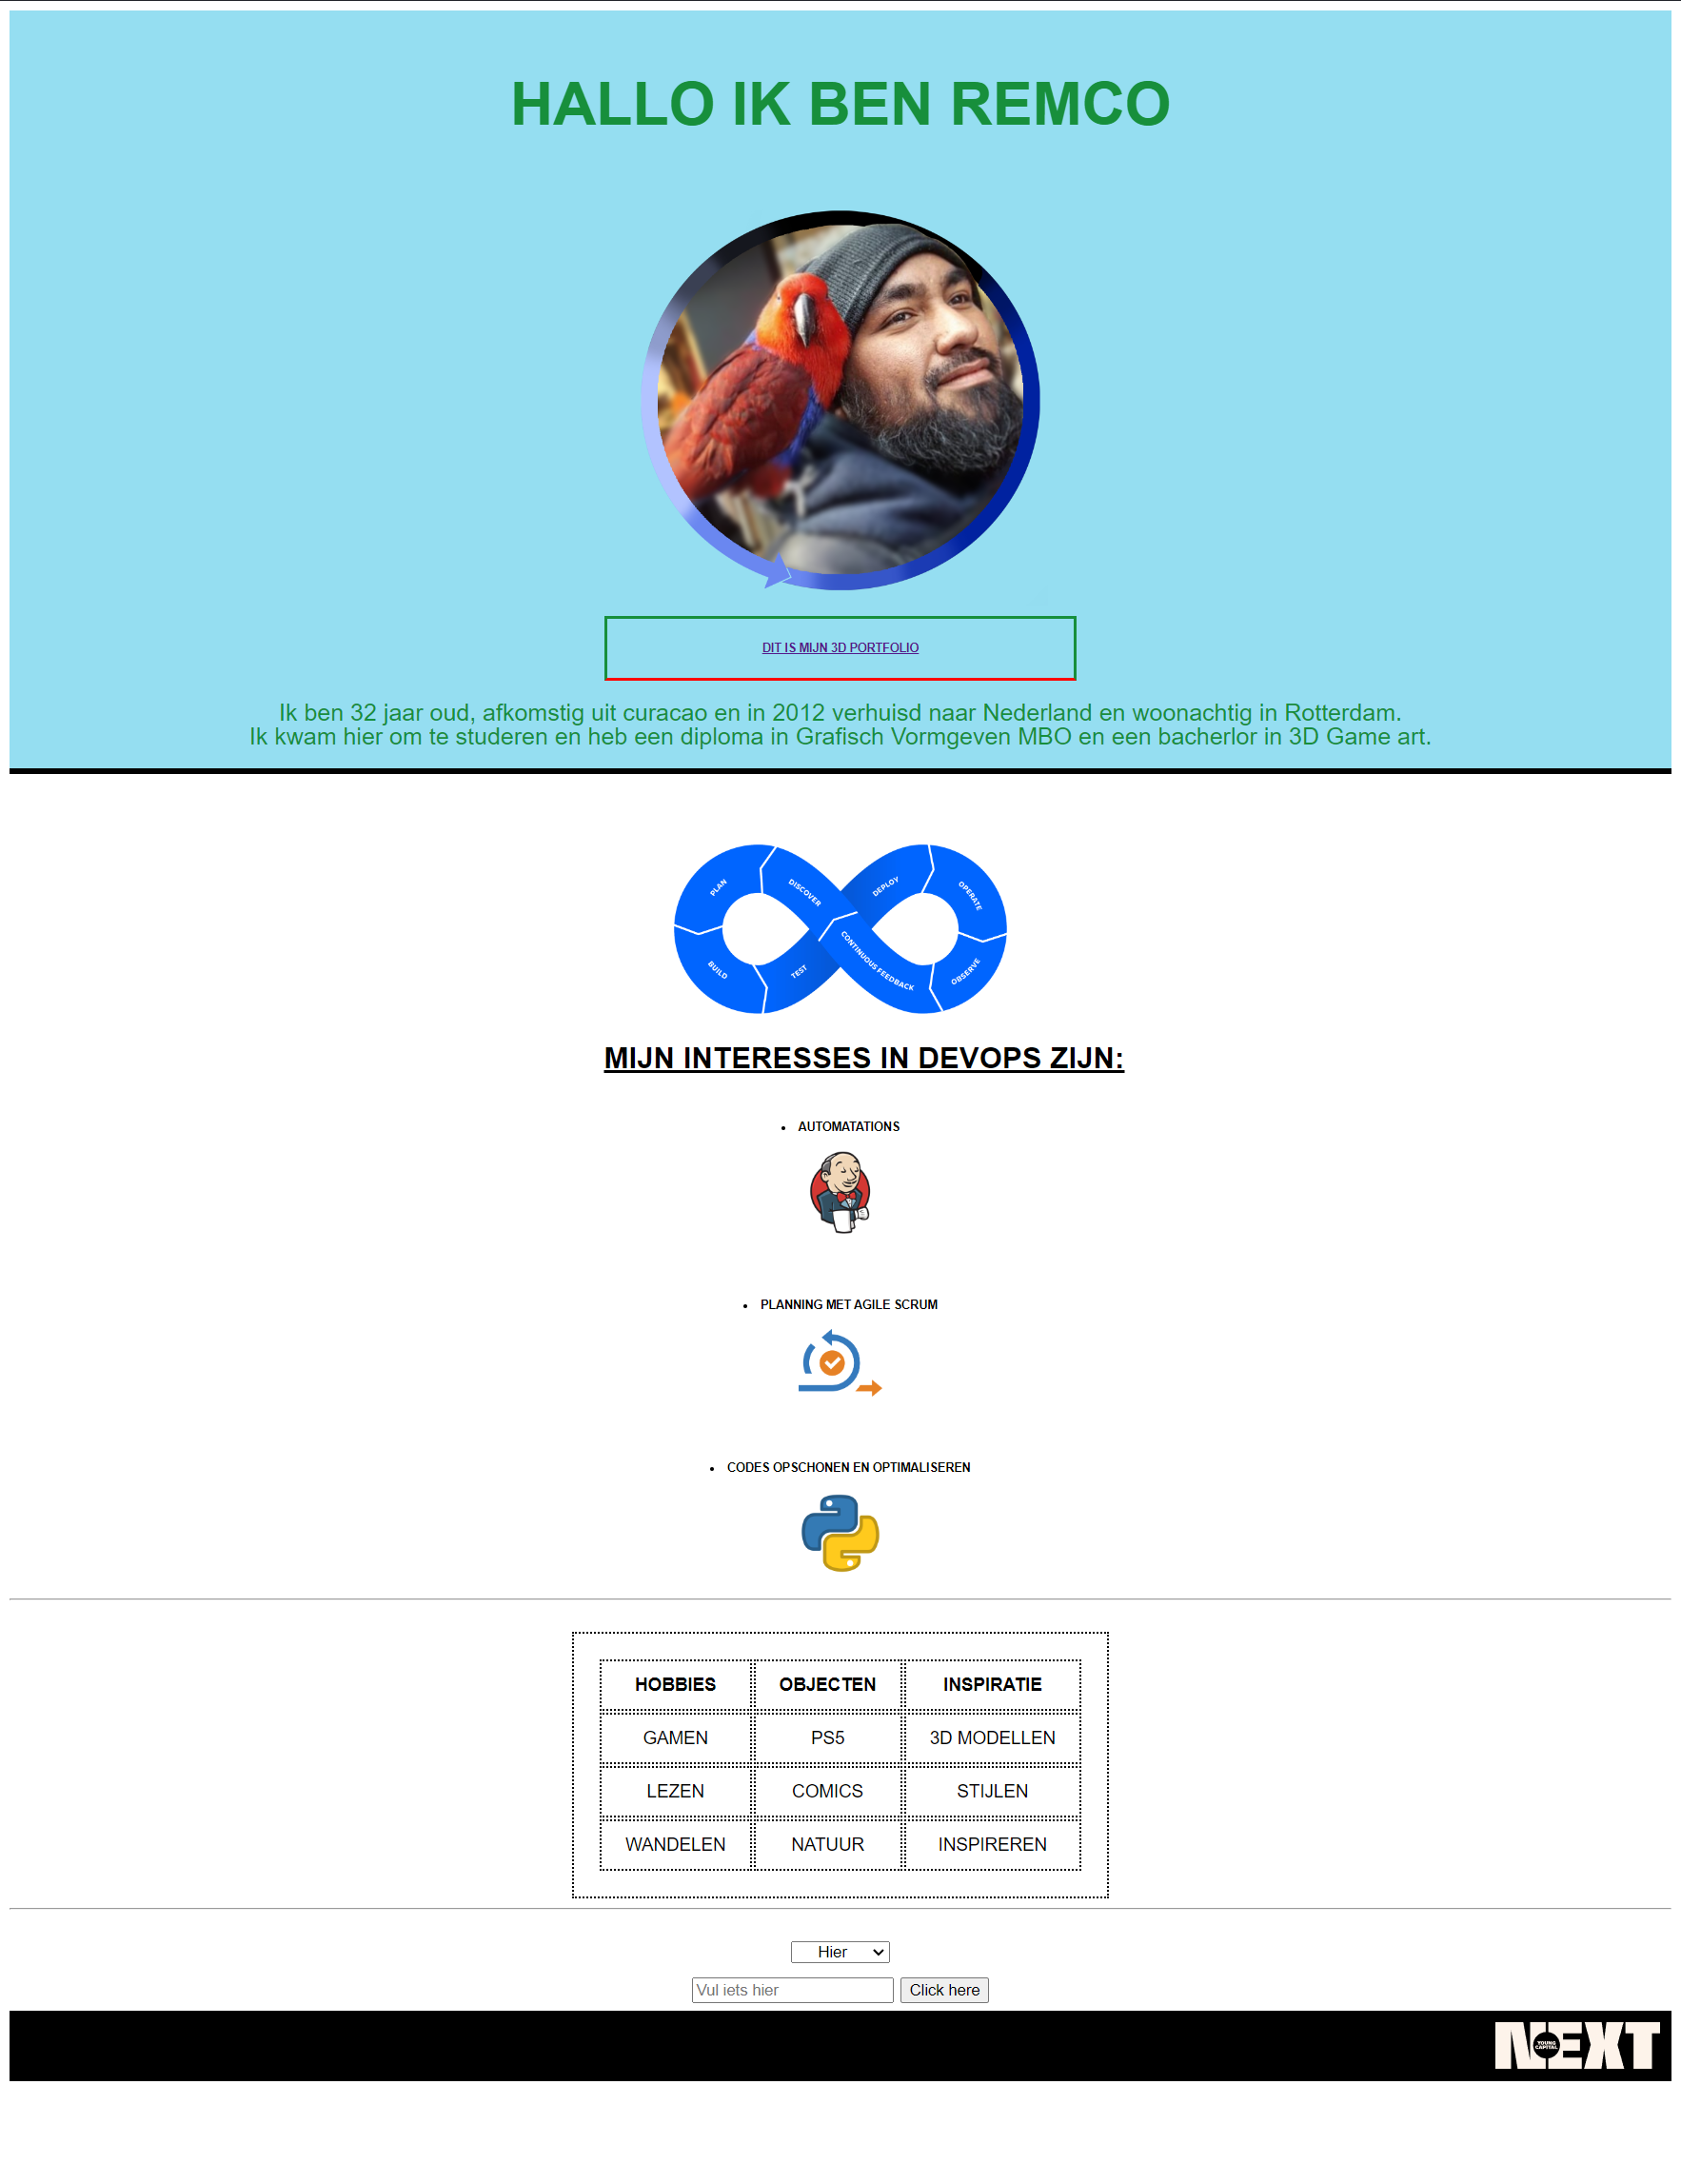 HALLO IK BEN REMCO
DIT IS MIJN 3D PORTFOLIO
Ik ben 32 jaar oud, afkomstig uit curacao en in 2012 verhuisd naar Nederland en woonachtig in Rotterdam.
Ik kwam hier om te studeren en heb een diploma in Grafisch Vormgeven MBO en een bacherlor in 3D Game art.
PLAN
DISCOVER
DEPLOY
OPERATE
BUILD
TEST
CONTINUOUS FEEDBACK
OBSERVE
MIJN INTERESSES IN DEVOPS ZIJN:
• AUTOMATATIONS
• PLANNING MET AGILE SCRUM
• CODES OPSCHONEN EN OPTIMALISEREN
HOBBIES OBJECTEN INSPIRATIE
GAMEN PS5 3D MODELLEN
LEZEN COMICS STIJLEN
WANDELEN NATUUR INSPIREREN
Hier
Vul iets hier Click here
NEXT
YOUNG
CAPITAL